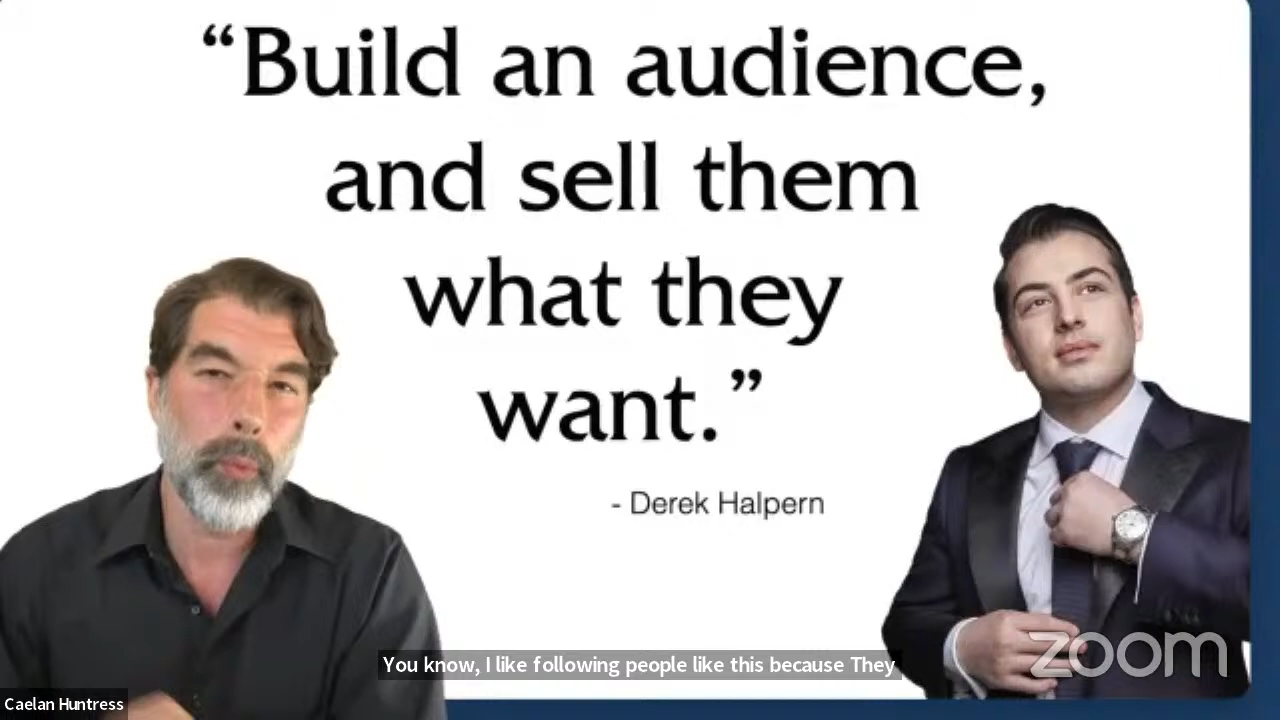 “Build an audience,
and sell them
what they
want.”
- Derek Halpern
You know, I like following people like this because They
zoom
Caelan Huntress